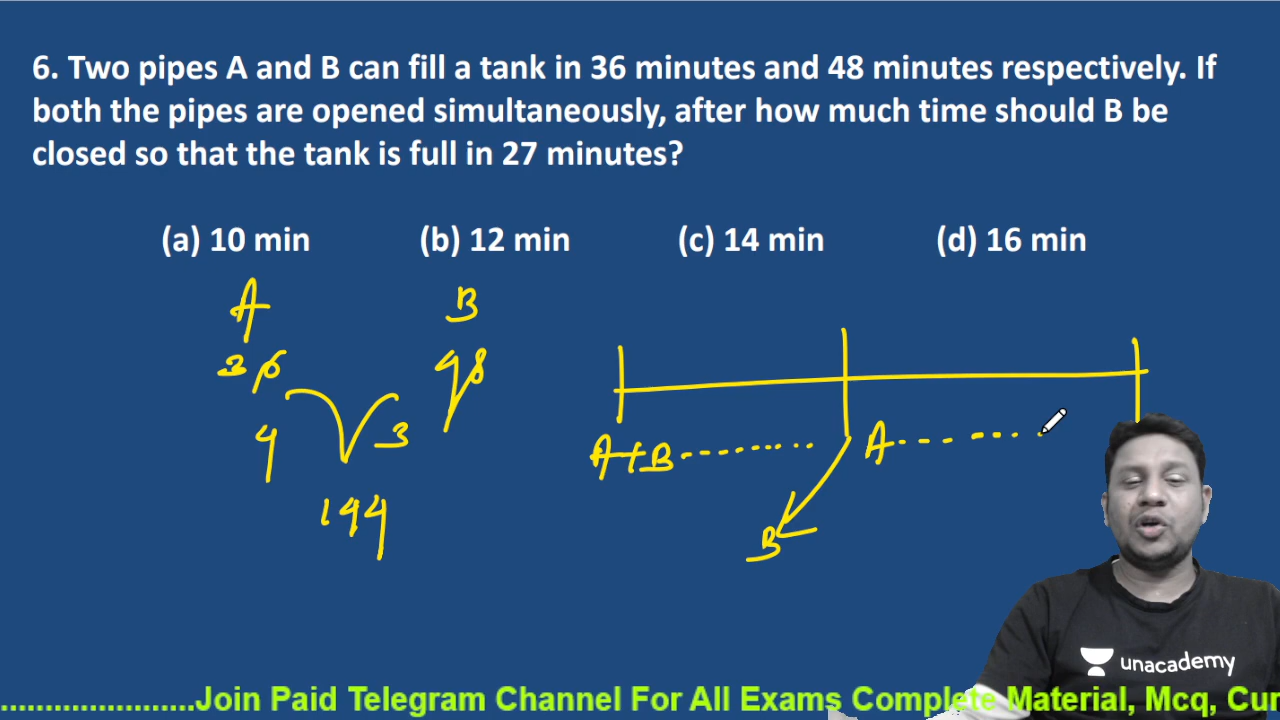 6. Two pipes A and B can fill a tank in 36 minutes and 48 minutes respectively. If
both the pipes are opened simultaneously, after how much time should B be
closed so that the tank is full in 27 minutes?
(a) 10 min (b) 12 min (c) 14 min (d) 16 min
A B
36 48
4 3
144
A+B A
B
unacademy
.......................Join Paid Telegram Channel For All Exams Complete Material, Mcq, Cur